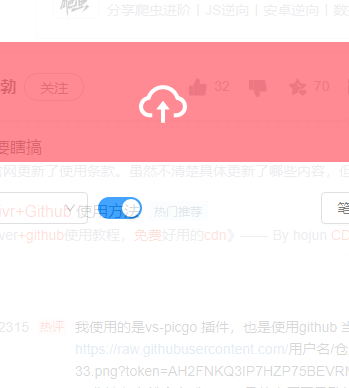 分享爬虫进阶丨JS逆向丨安卓逆向丨数
勃 关注 32 70
要瞎搞
网更新了使用条款。虽然不清楚具体更新了哪些内容，但
vr+Github 使用方法 热门推荐
笔
ver+github使用教程，免费好用的cdn》—— By hojun CD
2315 热评 我使用的是vs-picgo 插件，也是使用github 当
https://raw.githubusercontent.com/用户名/仓
33.png?token=AH2FNKQ3IP7HZP75BEVRN